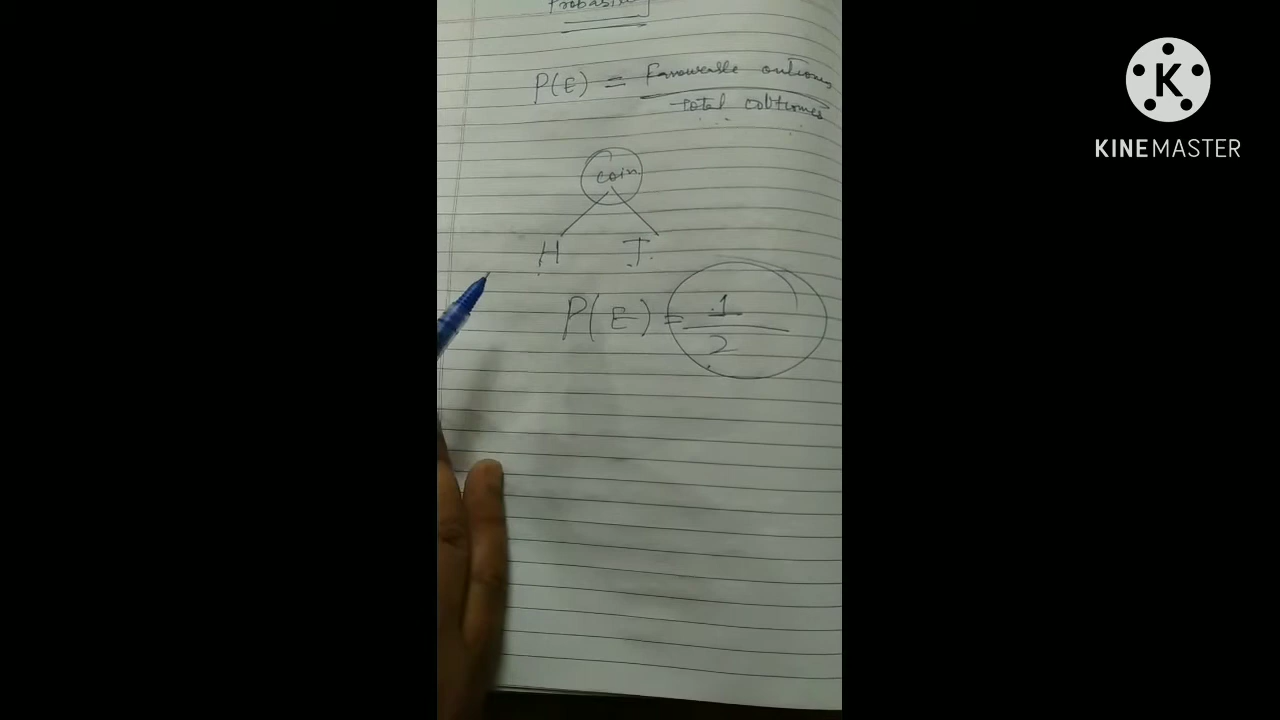 P(E) = Favourable outcomes
total outcomes
coin
H T
P(E) = 1
2
K
KINEMASTER